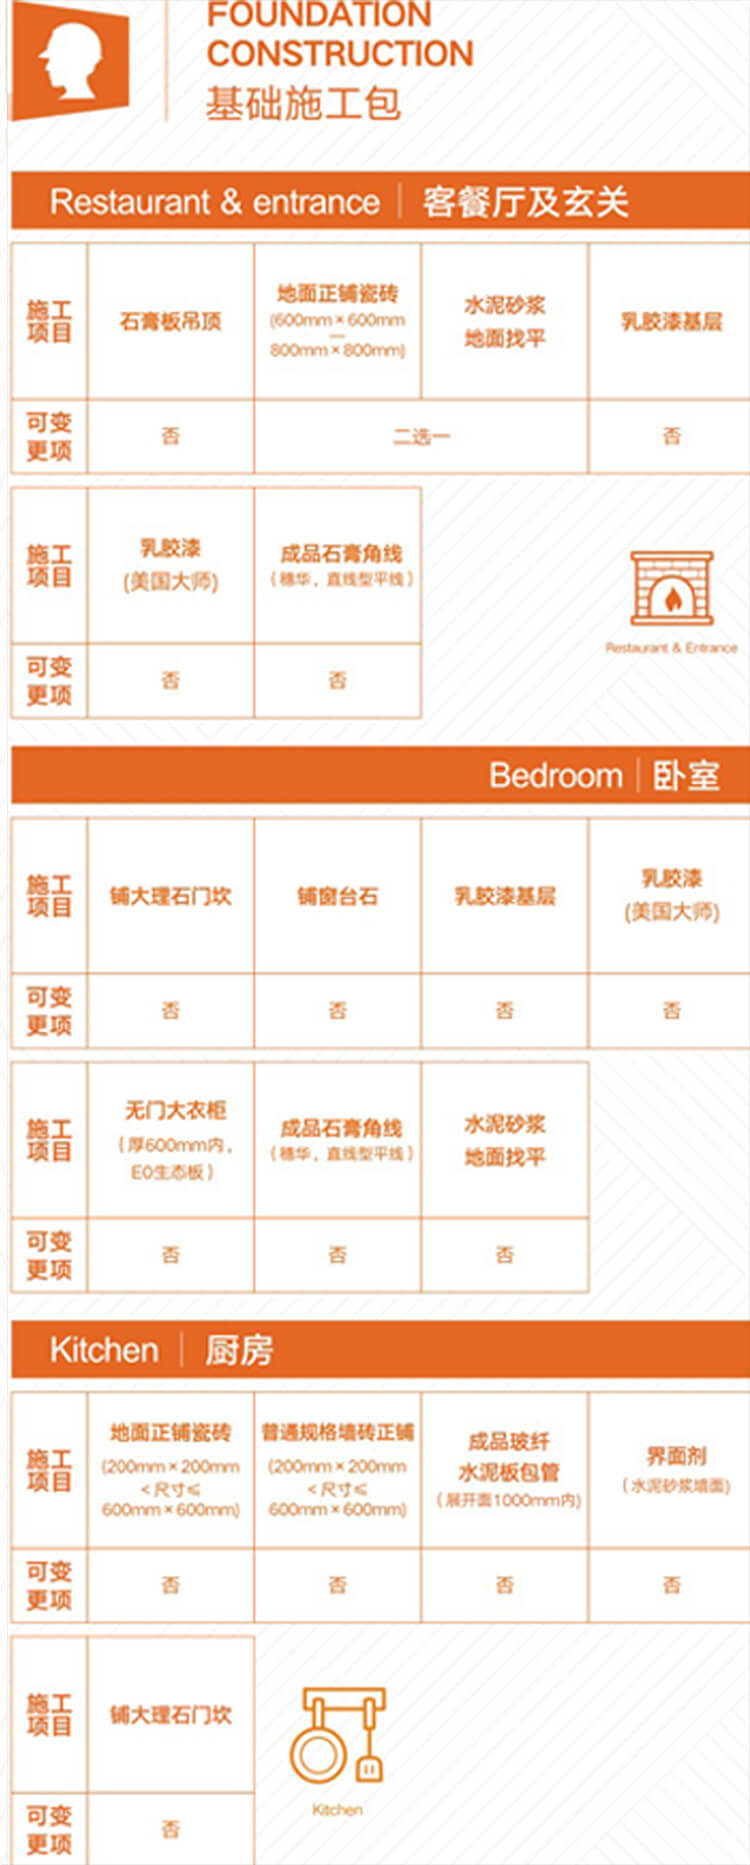 FOUNDATION
CONSTRUCTION
基础施工包
Restaurant & entrance | 客餐厅及玄关
施工
项目
石膏板吊顶
地面正铺瓷砖
(600mm×600mm
—
800mm×800mm)
水泥砂浆
地面找平
乳胶漆基层
可变
更项
否
二选一
否
施工
项目
乳胶漆
(美国大师)
成品石膏角线
(穗华，直线型平线)
可变
更项
否
否
Restaurant & Entrance
Bedroom | 卧室
施工
项目
铺大理石门坎
铺窗台石
乳胶漆基层
乳胶漆
(美国大师)
可变
更项
否
否
否
否
施工
项目
无门大衣柜
(厚600mm内，
E0生态板)
成品石膏角线
(穗华，直线型平线)
水泥砂浆
地面找平
可变
更项
否
否
否
Kitchen | 厨房
施工
项目
地面正铺瓷砖
(200mm×200mm
<尺寸≤
600mm×600mm)
普通规格墙砖正铺
(200mm×200mm
<尺寸≤
600mm×600mm)
成品玻纤
水泥板包管
(展开面1000mm内)
界面剂
(水泥砂浆墙面)
可变
更项
否
否
否
否
施工
项目
铺大理石门坎
可变
更项
否
Kitchen